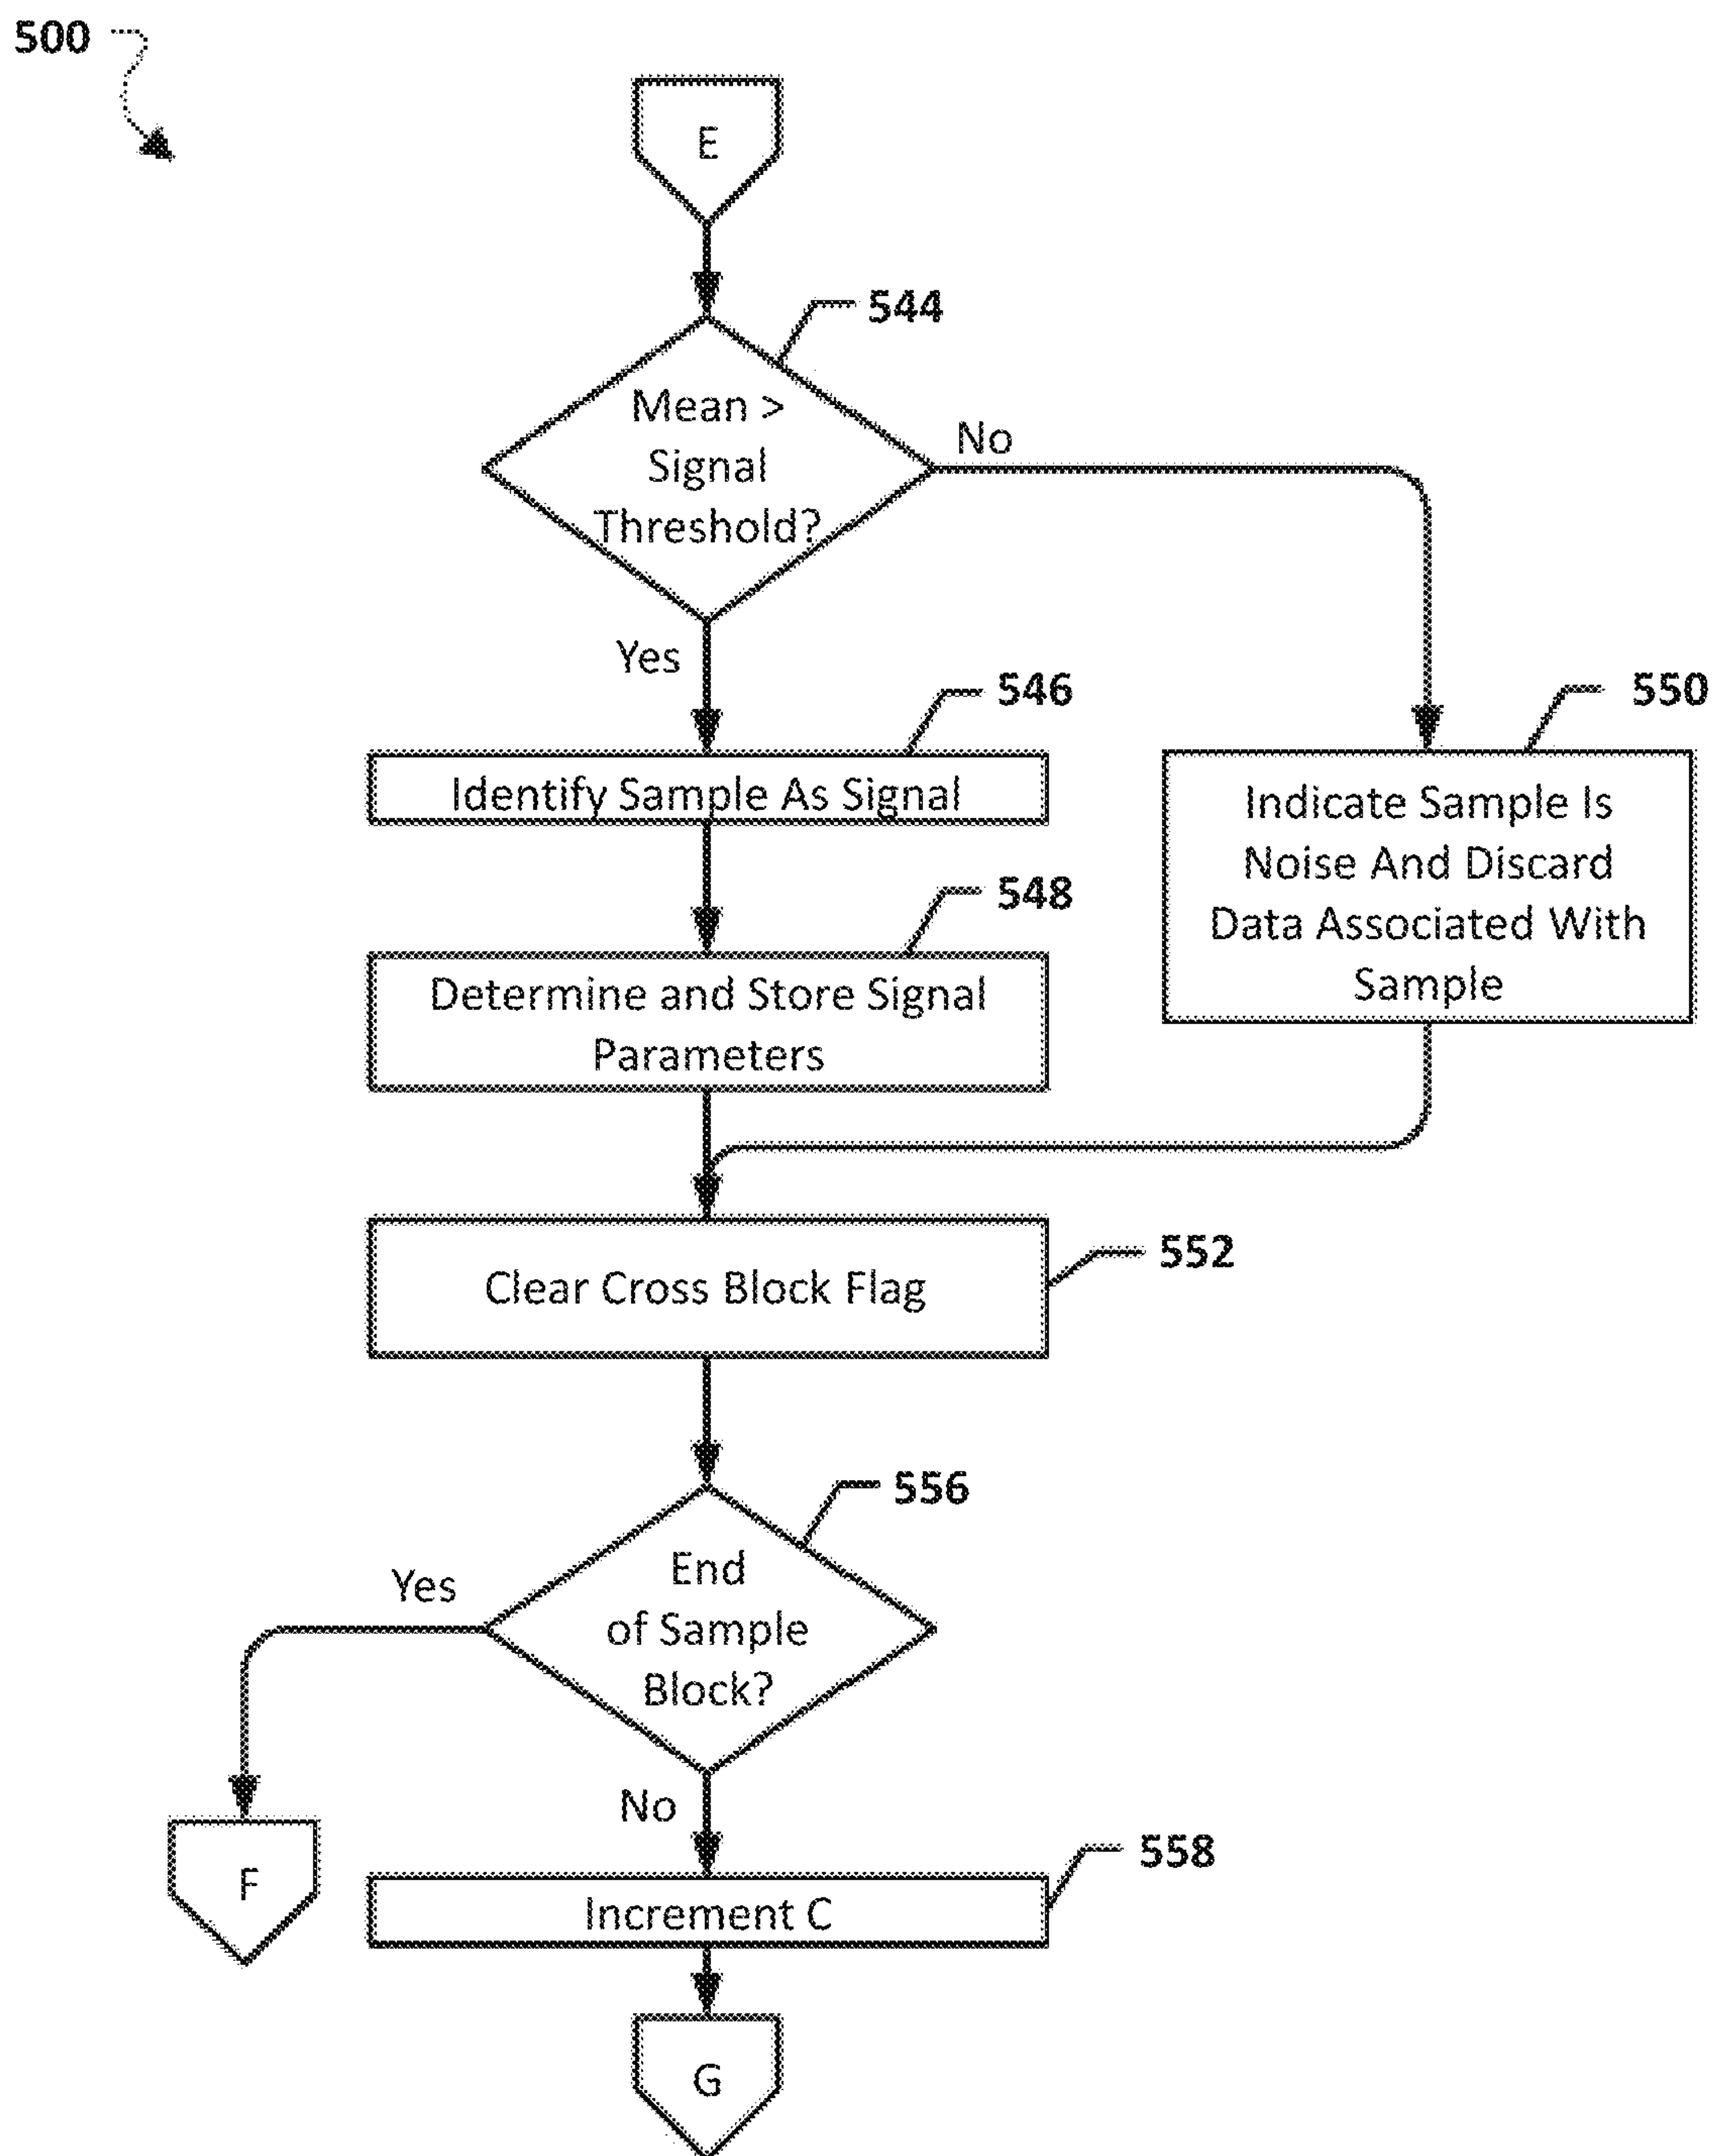 500
E
544
Mean >
Signal
Threshold?
No
Yes
546
Identify Sample As Signal
550
Indicate Sample Is
Noise And Discard
Data Associated With
Sample
548
Determine and Store Signal
Parameters
552
Clear Cross Block Flag
556
End
of Sample
Block?
Yes
No
F
558
Increment C
G